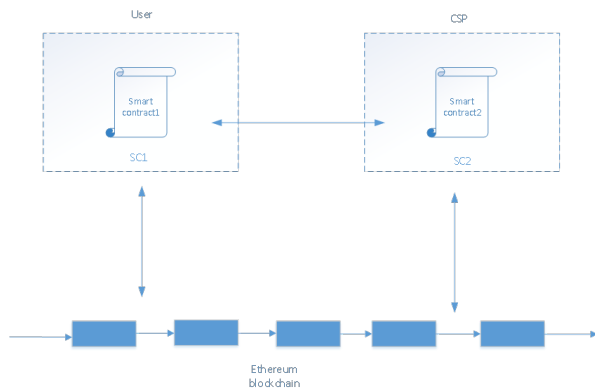 User
CSP
Smart
contract1
Smart
contract2
SC1
SC2
Ethereum
blockchain